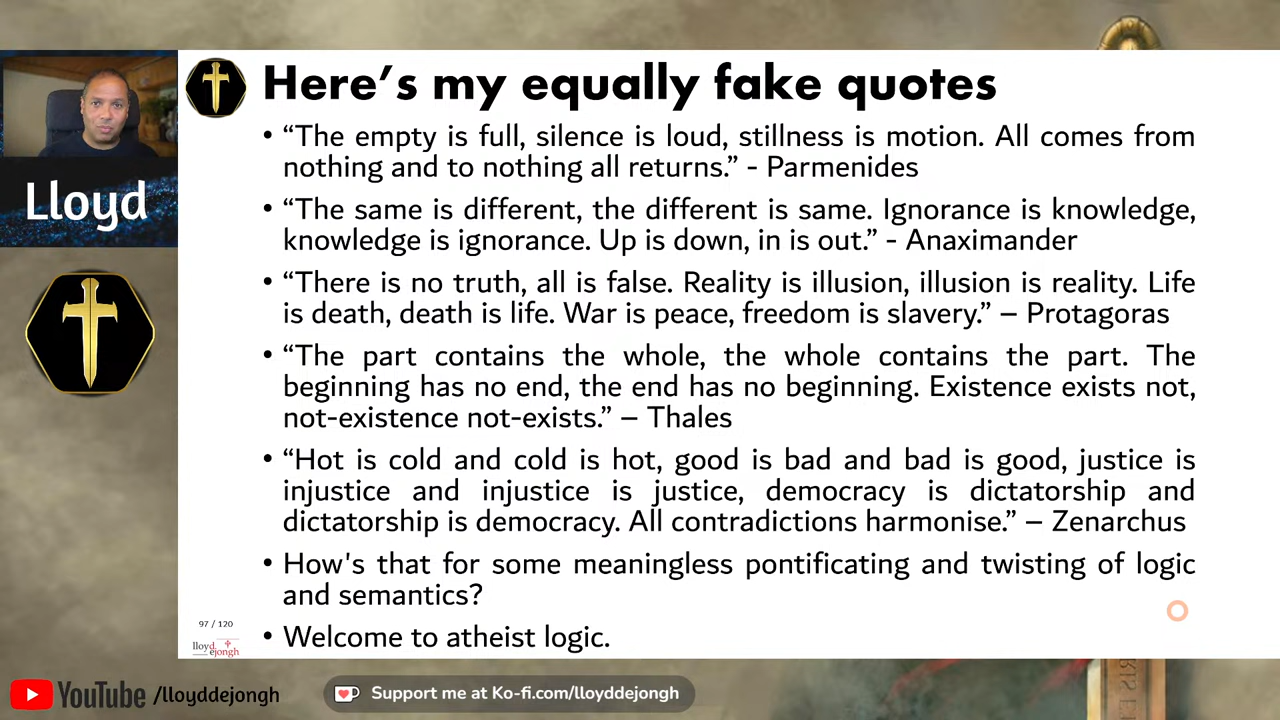 Here's my equally fake quotes
• “The empty is full, silence is loud, stillness is motion. All comes from
nothing and to nothing all returns.” - Parmenides
• “The same is different, the different is same. Ignorance is knowledge,
knowledge is ignorance. Up is down, in is out.” - Anaximander
• “There is no truth, all is false. Reality is illusion, illusion is reality. Life
is death, death is life. War is peace, freedom is slavery.” – Protagoras
• “The part contains the whole, the whole contains the part. The
beginning has no end, the end has no beginning. Existence exists not,
not-existence not-exists.” – Thales
• “Hot is cold and cold is hot, good is bad and bad is good, justice is
injustice and injustice is justice, democracy is dictatorship and
dictatorship is democracy. All contradictions harmonise.” – Zenarchus
• How's that for some meaningless pontificating and twisting of logic
and semantics?
• Welcome to atheist logic.
Lloyd
97 / 120
lloyd
ejongh
YouTube /lloyddejongh
Support me at Ko-fi.com/lloyddejongh